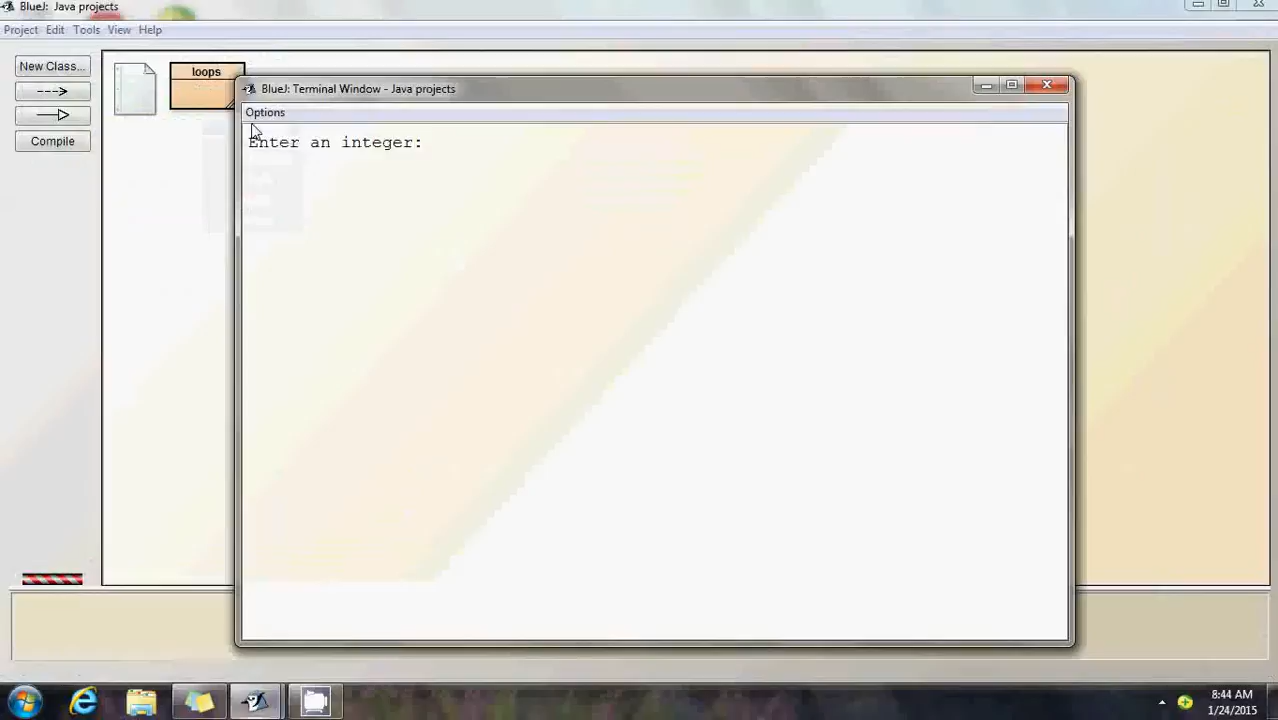 BlueJ: Java projects
Project Edit Tools View Help
New Class...
loops
Compile
BlueJ: Terminal Window - Java projects
Options
Enter an integer:
8:44 AM
1/24/2015